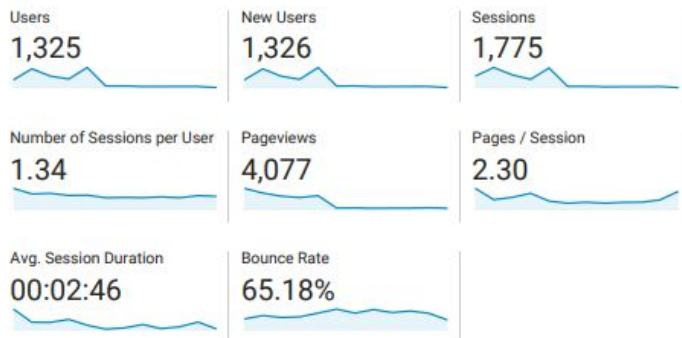 Users
1,325
New Users
1,326
Sessions
1,775
Number of Sessions per User
1.34
Pageviews
4,077
Pages / Session
2.30
Avg. Session Duration
00:02:46
Bounce Rate
65.18%